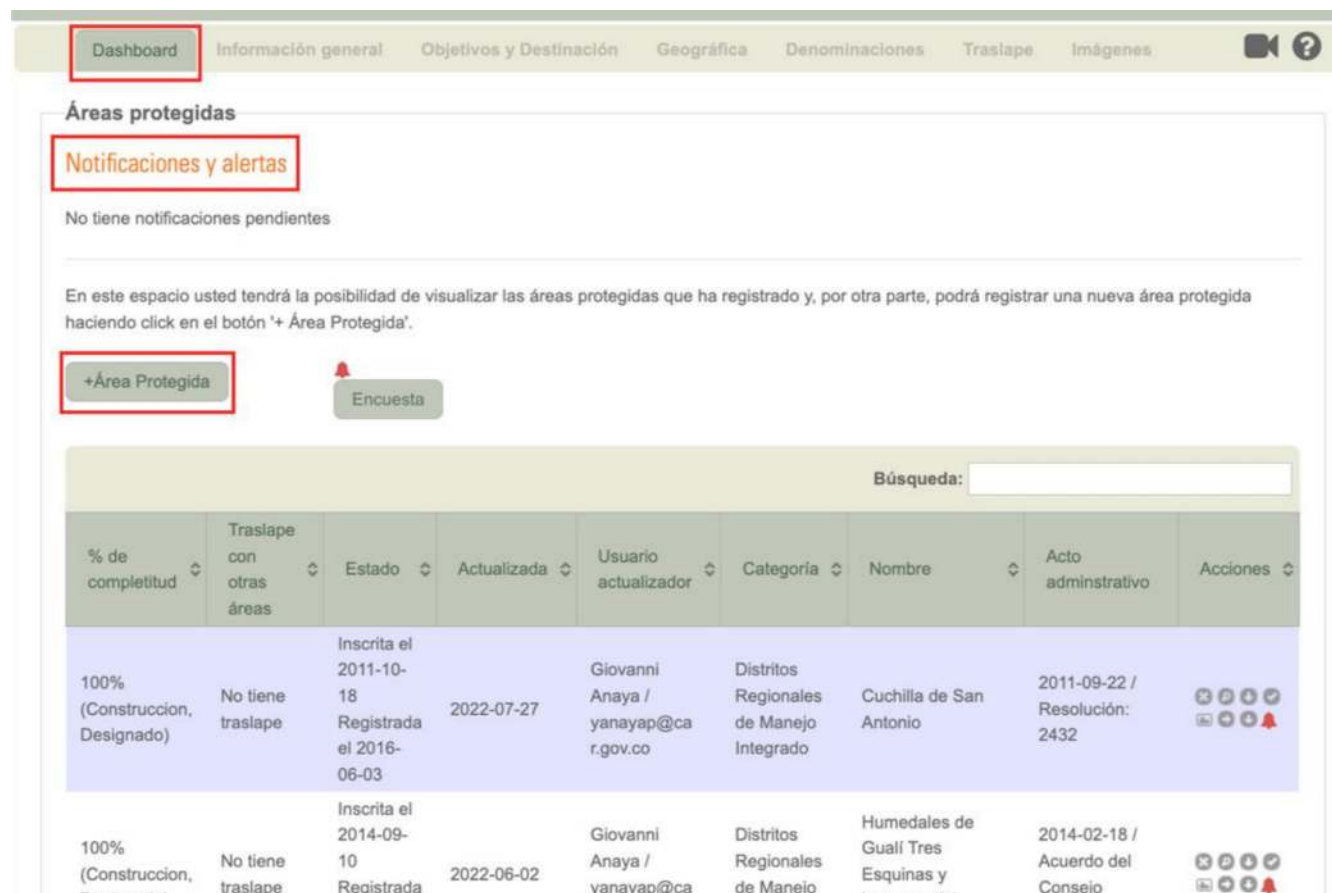 Dashboard Información general Objetivos y Destinación Geográfica Denominaciones Traslape Imágenes
Áreas protegidas
Notificaciones y alertas
No tiene notificaciones pendientes
En este espacio usted tendrá la posibilidad de visualizar las áreas protegidas que ha registrado y, por otra parte, podrá registrar una nueva área protegida
haciendo click en el botón '+ Área Protegida'.
+Área Protegida
Encuesta
Búsqueda:
% de
completitud
Traslape
con
otras
áreas
Estado
Actualizada
Usuario
actualizador
Categoría
Nombre
Acto
adminstrativo
Acciones
100%
(Construccion,
Designado)
No tiene
traslape
Inscrita el
2011-10-
18
Registrada
el 2016-
06-03
2022-07-27
Giovanni
Anaya /
yanayap@ca
r.gov.co
Distritos
Regionales
de Manejo
Integrado
Cuchilla de San
Antonio
2011-09-22 /
Resolución:
2432
100%
(Construccion,
No tiene
traslape
Inscrita el
2014-09-
10
Registrada
2022-06-02
Giovanni
Anaya /
yanayap@ca
Distritos
Regionales
de Manejo
Humedales de
Gualí Tres
Esquinas y
2014-02-18 /
Acuerdo del
Consejo